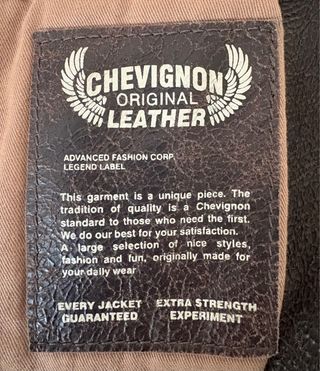 CHEVIGNON
ORIGINAL
LEATHER
ADVANCED FASHION CORP.
LEGEND LABEL
This garment is a unique piece. The
tradition of quality is a Chevignon
standard to those who need the first.
We do our best for your satisfaction.
A large selection of nice styles,
fashion and fun, originally made for
your daily wear
EVERY JACKET EXTRA STRENGTH
GUARANTEED EXPERIMENT